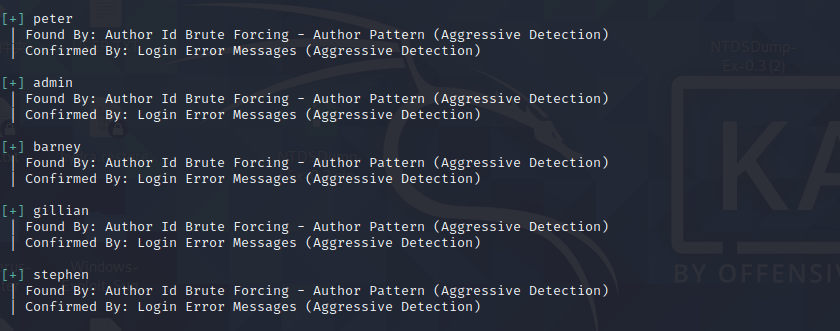 [+] peter
| Found By: Author Id Brute Forcing - Author Pattern (Aggressive Detection)
| Confirmed By: Login Error Messages (Aggressive Detection)
[+] admin
| Found By: Author Id Brute Forcing - Author Pattern (Aggressive Detection)
| Confirmed By: Login Error Messages (Aggressive Detection)
[+] barney
| Found By: Author Id Brute Forcing - Author Pattern (Aggressive Detection)
| Confirmed By: Login Error Messages (Aggressive Detection)
[+] gillian
| Found By: Author Id Brute Forcing - Author Pattern (Aggressive Detection)
| Confirmed By: Login Error Messages (Aggressive Detection)
[+] stephen
| Found By: Author Id Brute Forcing - Author Pattern (Aggressive Detection)
| Confirmed By: Login Error Messages (Aggressive Detection)
NTDSDump-
Ex-0.3 (2)
KA
Windows-
BY OFFENSIV